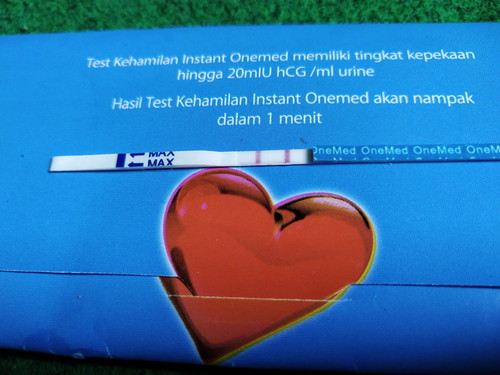 Test Kehamilan Instant Onemed memiliki tingkat kepekaan
hingga 20mIU hCG /ml urine
Hasil Test Kehamilan Instant Onemed akan nampak
dalam 1 menit
MAX
MAX
OneMed OneMed OneMed OneMed